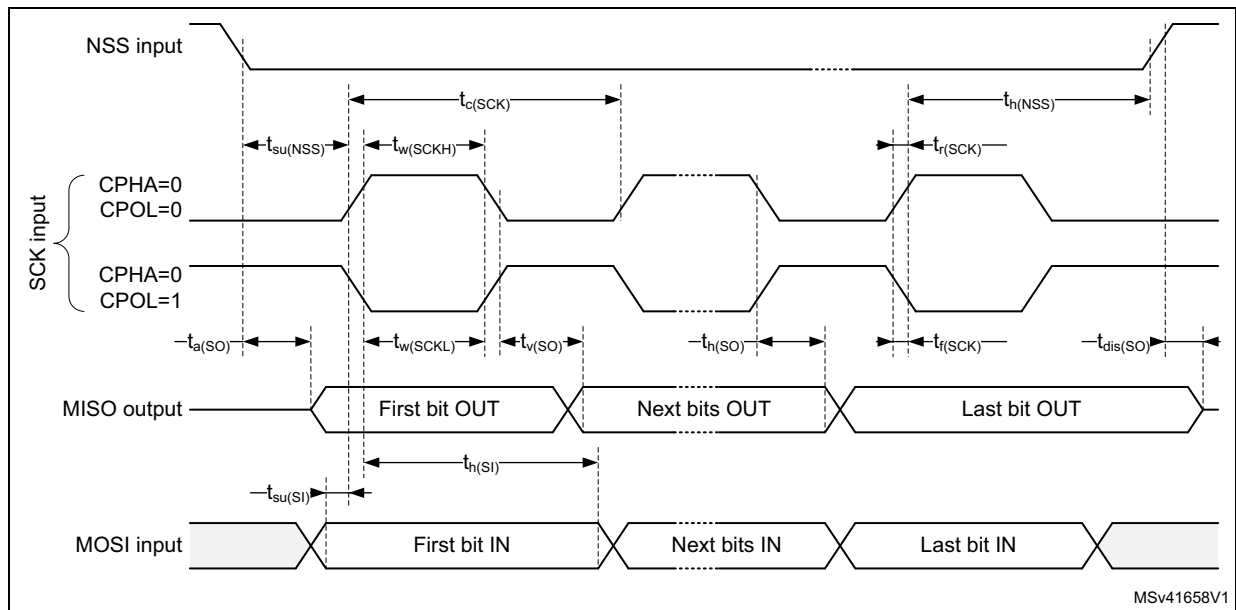 NSS input
tc(SCK)
th(NSS)
tsu(NSS)
tw(SCKH)
tr(SCK)
SCK input
CPHA=0
CPOL=0
CPHA=0
CPOL=1
ta(SO)
tw(SCKL)
tv(SO)
th(SO)
tf(SCK)
tdis(SO)
MISO output
First bit OUT
Next bits OUT
Last bit OUT
th(SI)
tsu(SI)
MOSI input
First bit IN
Next bits IN
Last bit IN
MSv41658V1